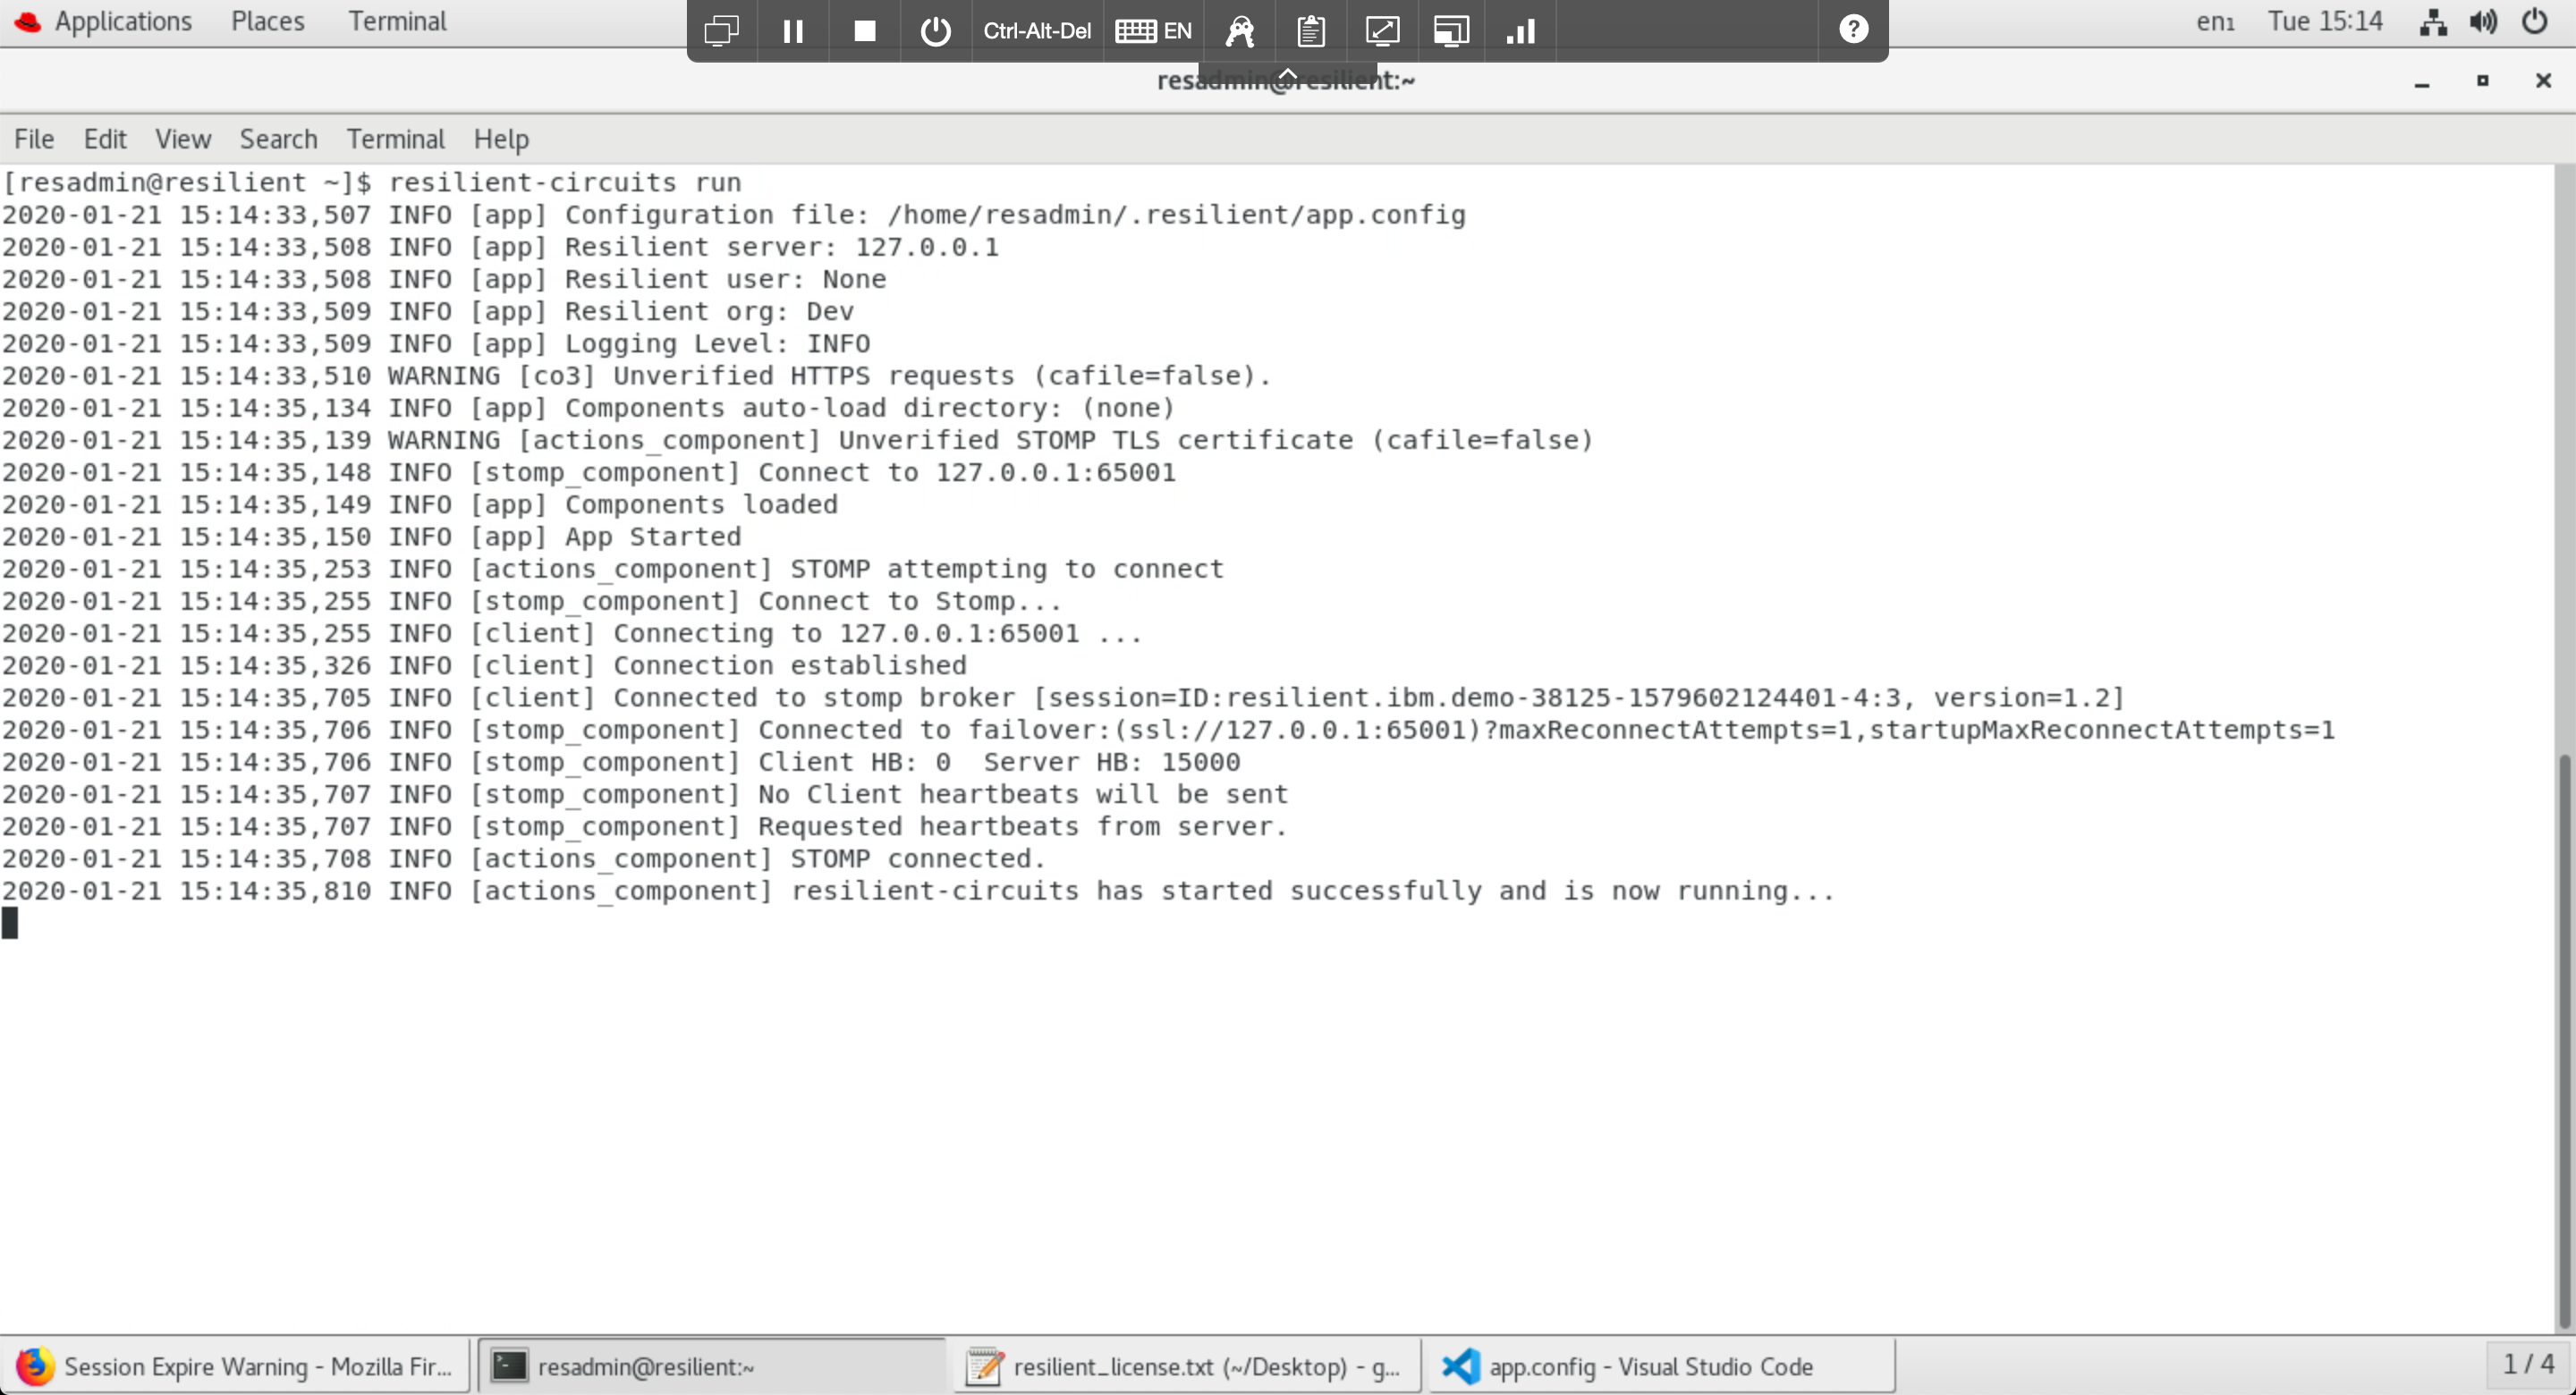 Applications Places Terminal
Ctrl-Alt-Del EN ?
en1 Tue 15:14
resadmin@resilient:~
File Edit View Search Terminal Help
[resadmin@resilient ~]$ resilient-circuits run
2020-01-21 15:14:33,507 INFO [app] Configuration file: /home/resadmin/.resilient/app.config
2020-01-21 15:14:33,508 INFO [app] Resilient server: 127.0.0.1
2020-01-21 15:14:33,508 INFO [app] Resilient user: None
2020-01-21 15:14:33,509 INFO [app] Resilient org: Dev
2020-01-21 15:14:33,509 INFO [app] Logging Level: INFO
2020-01-21 15:14:33,510 WARNING [co3] Unverified HTTPS requests (cafile=false).
2020-01-21 15:14:35,134 INFO [app] Components auto-load directory: (none)
2020-01-21 15:14:35,139 WARNING [actions_component] Unverified STOMP TLS certificate (cafile=false)
2020-01-21 15:14:35,148 INFO [stomp_component] Connect to 127.0.0.1:65001
2020-01-21 15:14:35,149 INFO [app] Components loaded
2020-01-21 15:14:35,150 INFO [app] App Started
2020-01-21 15:14:35,253 INFO [actions_component] STOMP attempting to connect
2020-01-21 15:14:35,255 INFO [stomp_component] Connect to Stomp...
2020-01-21 15:14:35,255 INFO [client] Connecting to 127.0.0.1:65001 ...
2020-01-21 15:14:35,326 INFO [client] Connection established
2020-01-21 15:14:35,705 INFO [client] Connected to stomp broker [session=ID:resilient.ibm.demo-38125-1579602124401-4:3, version=1.2]
2020-01-21 15:14:35,706 INFO [stomp_component] Connected to failover:(ssl://127.0.0.1:65001)?maxReconnectAttempts=1,startupMaxReconnectAttempts=1
2020-01-21 15:14:35,706 INFO [stomp_component] Client HB: 0  Server HB: 15000
2020-01-21 15:14:35,707 INFO [stomp_component] No Client heartbeats will be sent
2020-01-21 15:14:35,707 INFO [stomp_component] Requested heartbeats from server.
2020-01-21 15:14:35,708 INFO [actions_component] STOMP connected.
2020-01-21 15:14:35,810 INFO [actions_component] resilient-circuits has started successfully and is now running...
Session Expire Warning - Mozilla Fir...
resadmin@resilient:~
resilient_license.txt (~/Desktop) - g...
app.config - Visual Studio Code
1 / 4